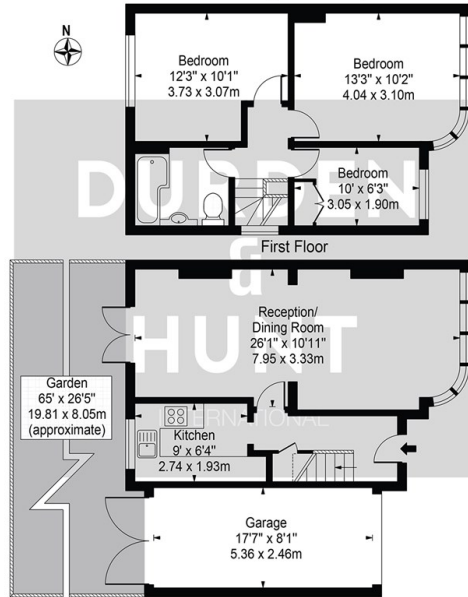 N
Bedroom
12'3" x 10'1"
3.73 x 3.07m
Bedroom
13'3" x 10'2"
4.04 x 3.10m
Bedroom
10' x 6'3"
3.05 x 1.90m
DURDEN
&
HUNT
INTERNATIONAL
First Floor
Reception/
Dining Room
26'1" x 10'11"
7.95 x 3.33m
Garden
65' x 26'5"
19.81 x 8.05m
(approximate)
Kitchen
9' x 6'4"
2.74 x 1.93m
Garage
17'7" x 8'1"
5.36 x 2.46m